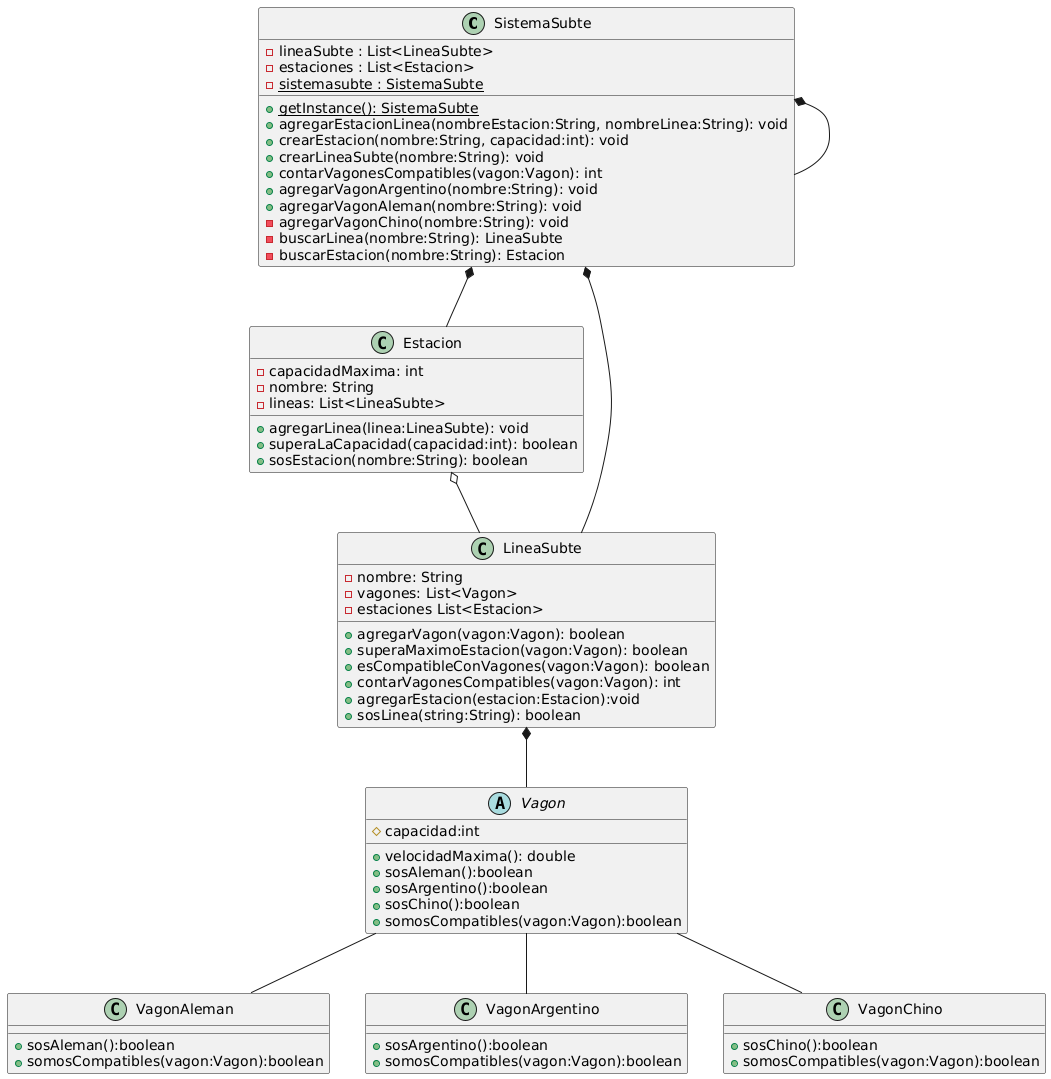 C SistemaSubte
lineaSubte : List<LineaSubte>
estaciones : List<Estacion>
sistemasubte : SistemaSubte
getInstance(): SistemaSubte
agregarEstacionLinea(nombreEstacion:String, nombreLinea:String): void
crearEstacion(nombre:String, capacidad:int): void
crearLineaSubte(nombre:String): void
contarVagonesCompatibles(vagon:Vagon): int
agregarVagonArgentino(nombre:String): void
agregarVagonAleman(nombre:String): void
agregarVagonChino(nombre:String): void
buscarLinea(nombre:String): LineaSubte
buscarEstacion(nombre:String): Estacion
C Estacion
capacidadMaxima: int
nombre: String
lineas: List<LineaSubte>
agregarLinea(linea:LineaSubte): void
superaLaCapacidad(capacidad:int): boolean
sosEstacion(nombre:String): boolean
C LineaSubte
nombre: String
vagones: List<Vagon>
estaciones List<Estacion>
agregarVagon(vagon:Vagon): boolean
superaMaximoEstacion(vagon:Vagon): boolean
esCompatibleConVagones(vagon:Vagon): boolean
contarVagonesCompatibles(vagon:Vagon): int
agregarEstacion(estacion:Estacion):void
sosLinea(string:String): boolean
A Vagon
capacidad:int
velocidadMaxima(): double
sosAleman():boolean
sosArgentino():boolean
sosChino():boolean
somosCompatibles(vagon:Vagon):boolean
C VagonAleman
sosAleman():boolean
somosCompatibles(vagon:Vagon):boolean
C VagonArgentino
sosArgentino():boolean
somosCompatibles(vagon:Vagon):boolean
C VagonChino
sosChino():boolean
somosCompatibles(vagon:Vagon):boolean